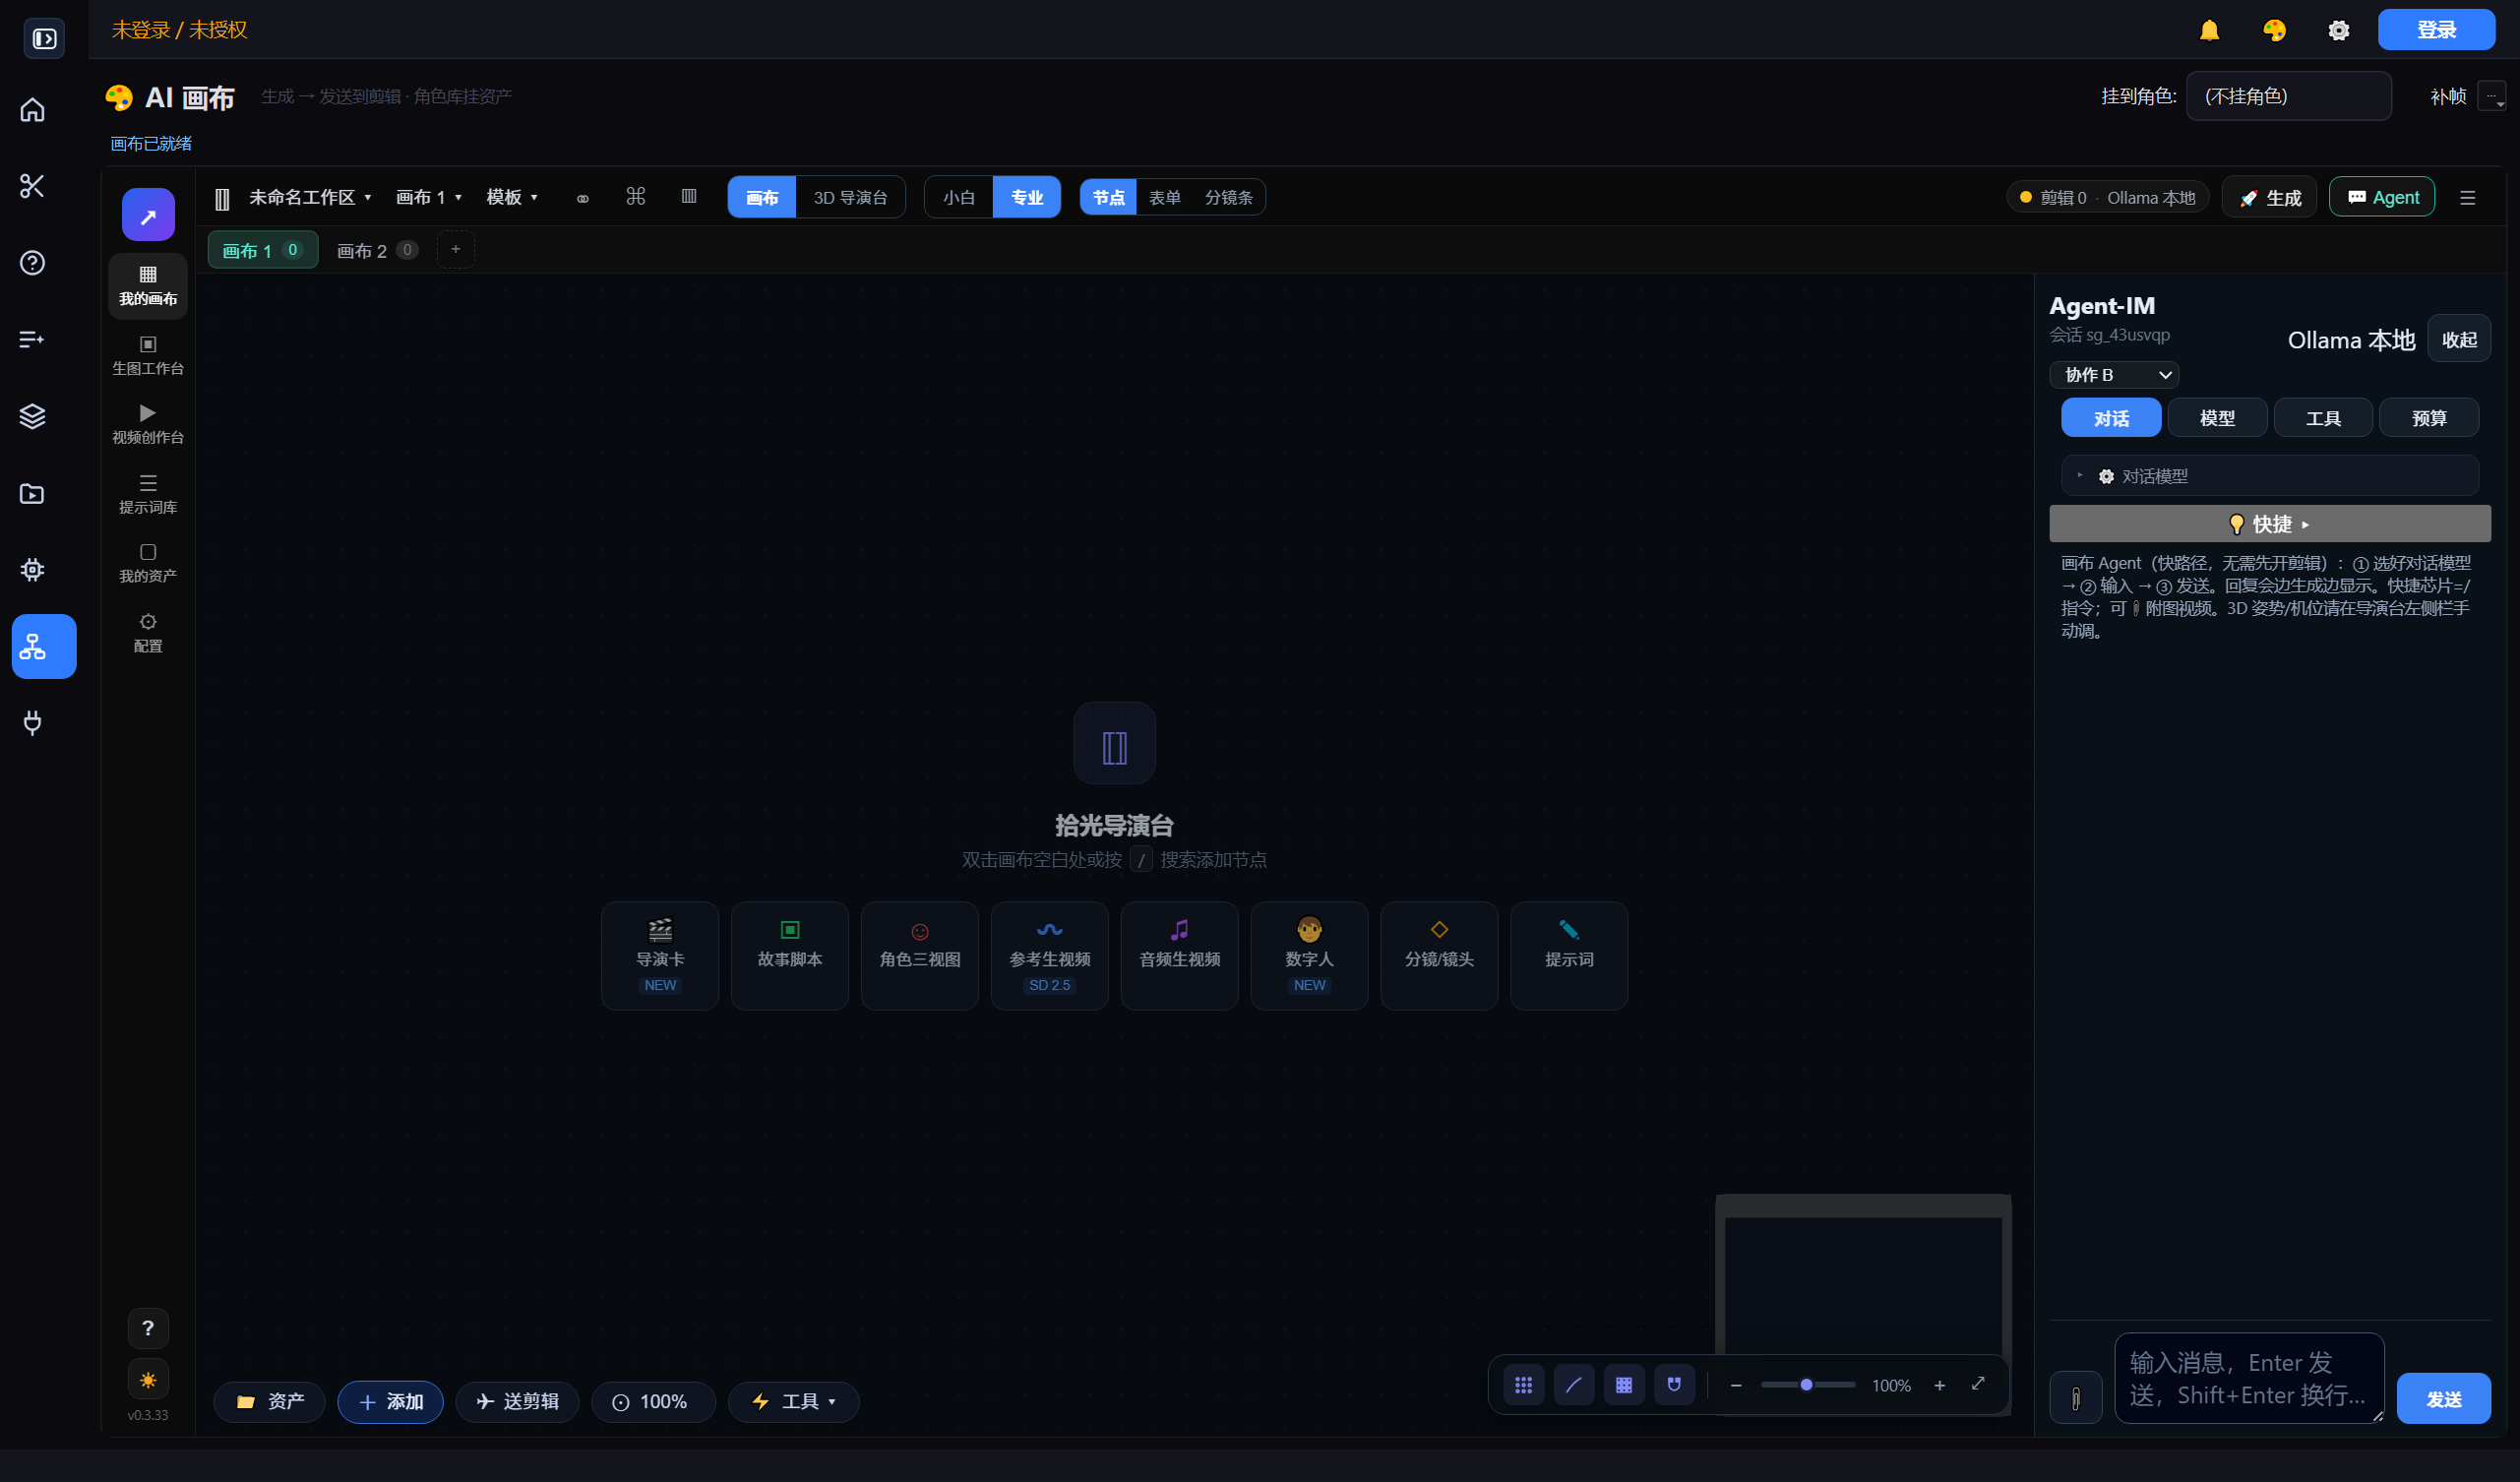 未登录 / 未授权
登录
AI 画布
生成 → 发送到剪辑 · 角色库挂资产
挂到角色:
(不挂角色)
补帧
画布已就绪
未命名工作区
画布 1
模板
画布
3D 导演台
小白
专业
节点
表单
分镜条
剪辑 0 · Ollama 本地
生成
Agent
画布 1 0
画布 2 0
+
我的画布
生图工作台
视频创作台
提示词库
我的资产
配置
?
v0.3.33
拾光导演台
双击画布空白处或按 / 搜索添加节点
导演卡
NEW
故事脚本
角色三视图
参考生视频
SD 2.5
音频生视频
数字人
NEW
分镜/镜头
提示词
资产
添加
送剪辑
100%
工具
100%
Agent-IM
会话 sg_43usvqp
Ollama 本地
收起
协作 B
对话
模型
工具
预算
对话模型
快捷
画布 Agent（快路径，无需先开剪辑）：① 选好对话模型
→ ② 输入 → ③ 发送。回复会边生成边显示。快捷芯片=/
指令；可 附图视频。3D 姿势/机位请在导演台左侧栏手
动调。
输入消息，Enter 发
送，Shift+Enter 换行...
发送